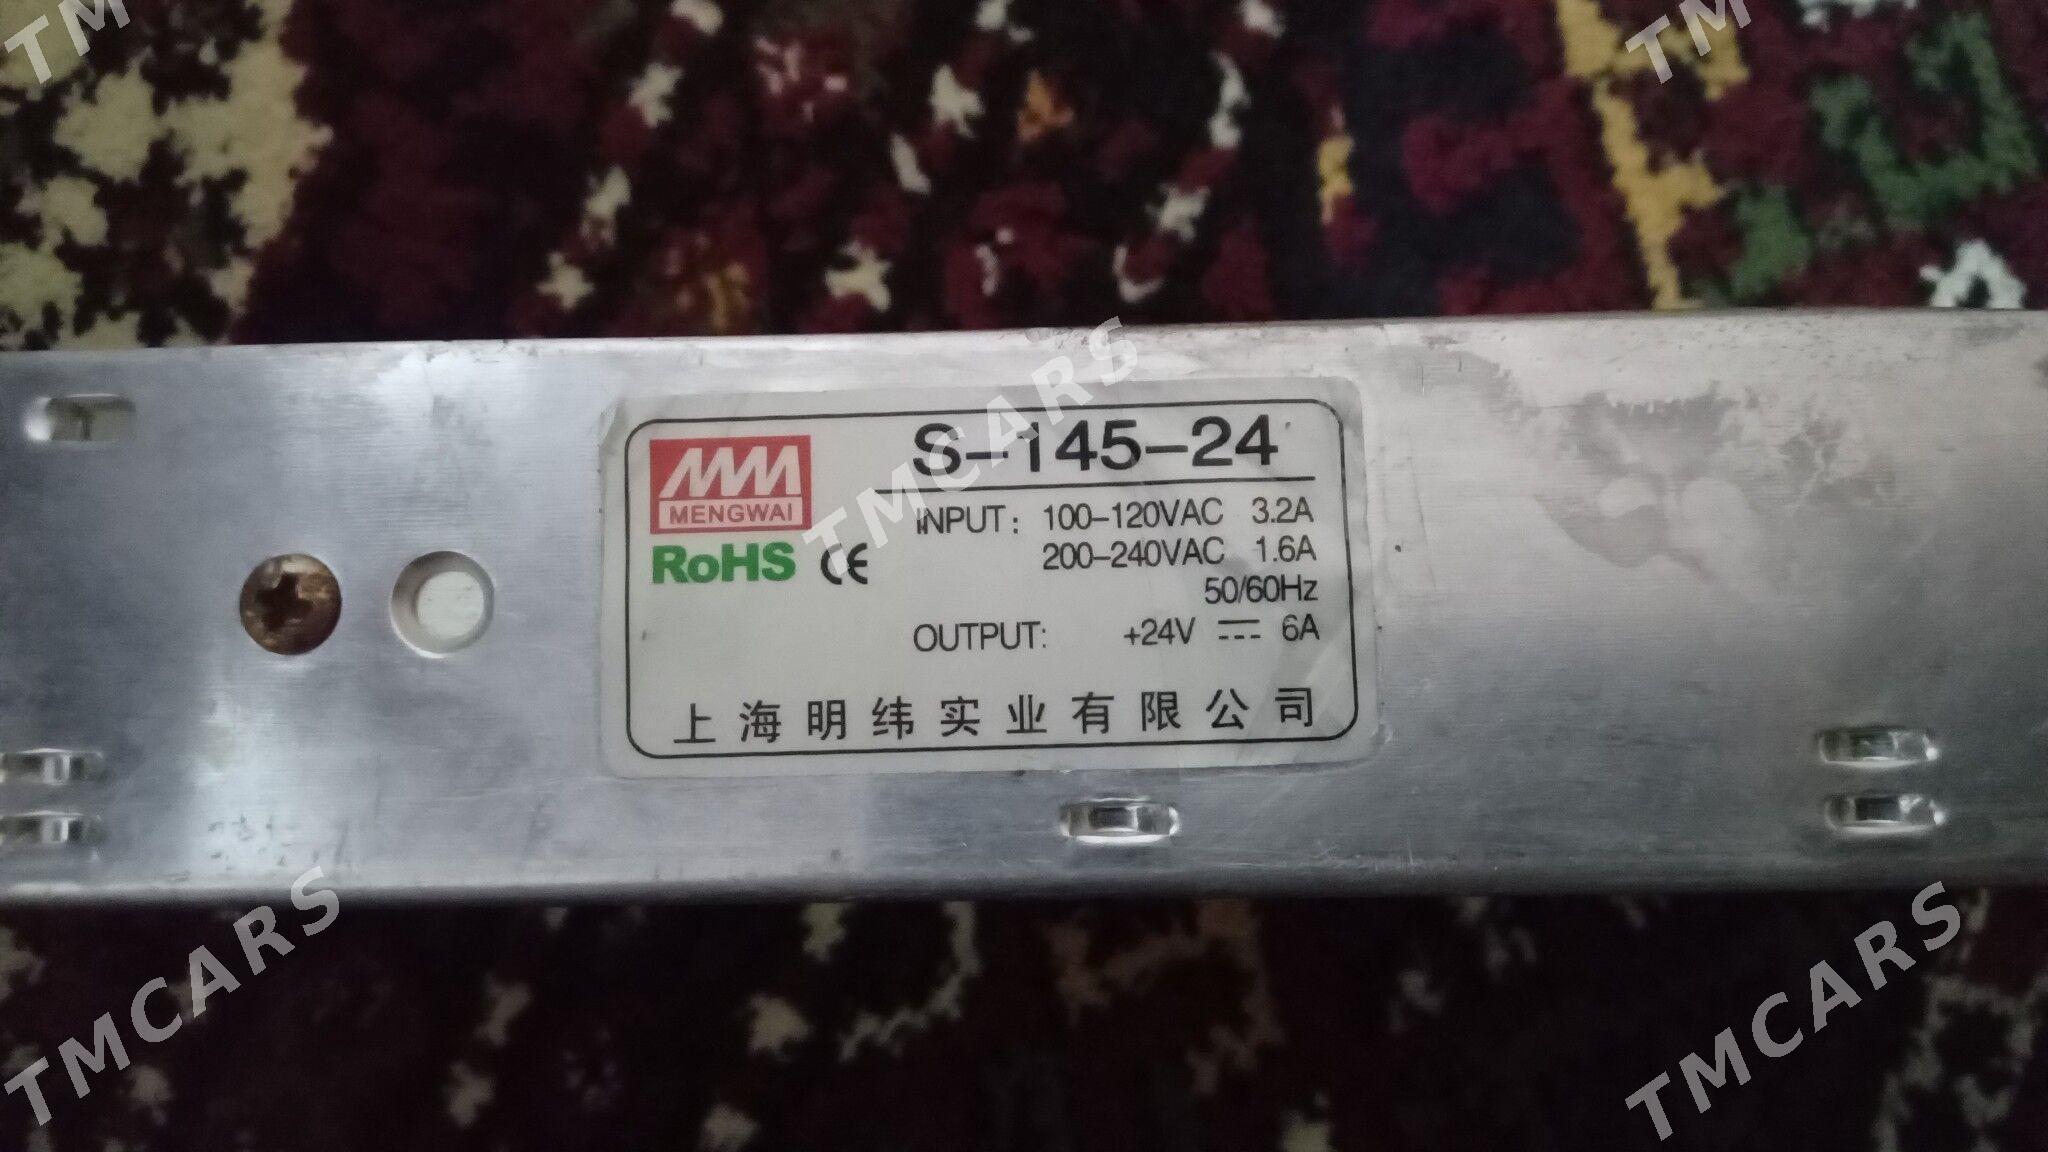 S-145-24
MENGWAI
RoHS CE
INPUT: 100-120VAC 3.2A
200-240VAC 1.6A
50/60Hz
OUTPUT: +24V ⎓ 6A
上海明纬实业有限公司
TMCARS
TMCARS
TMCARS